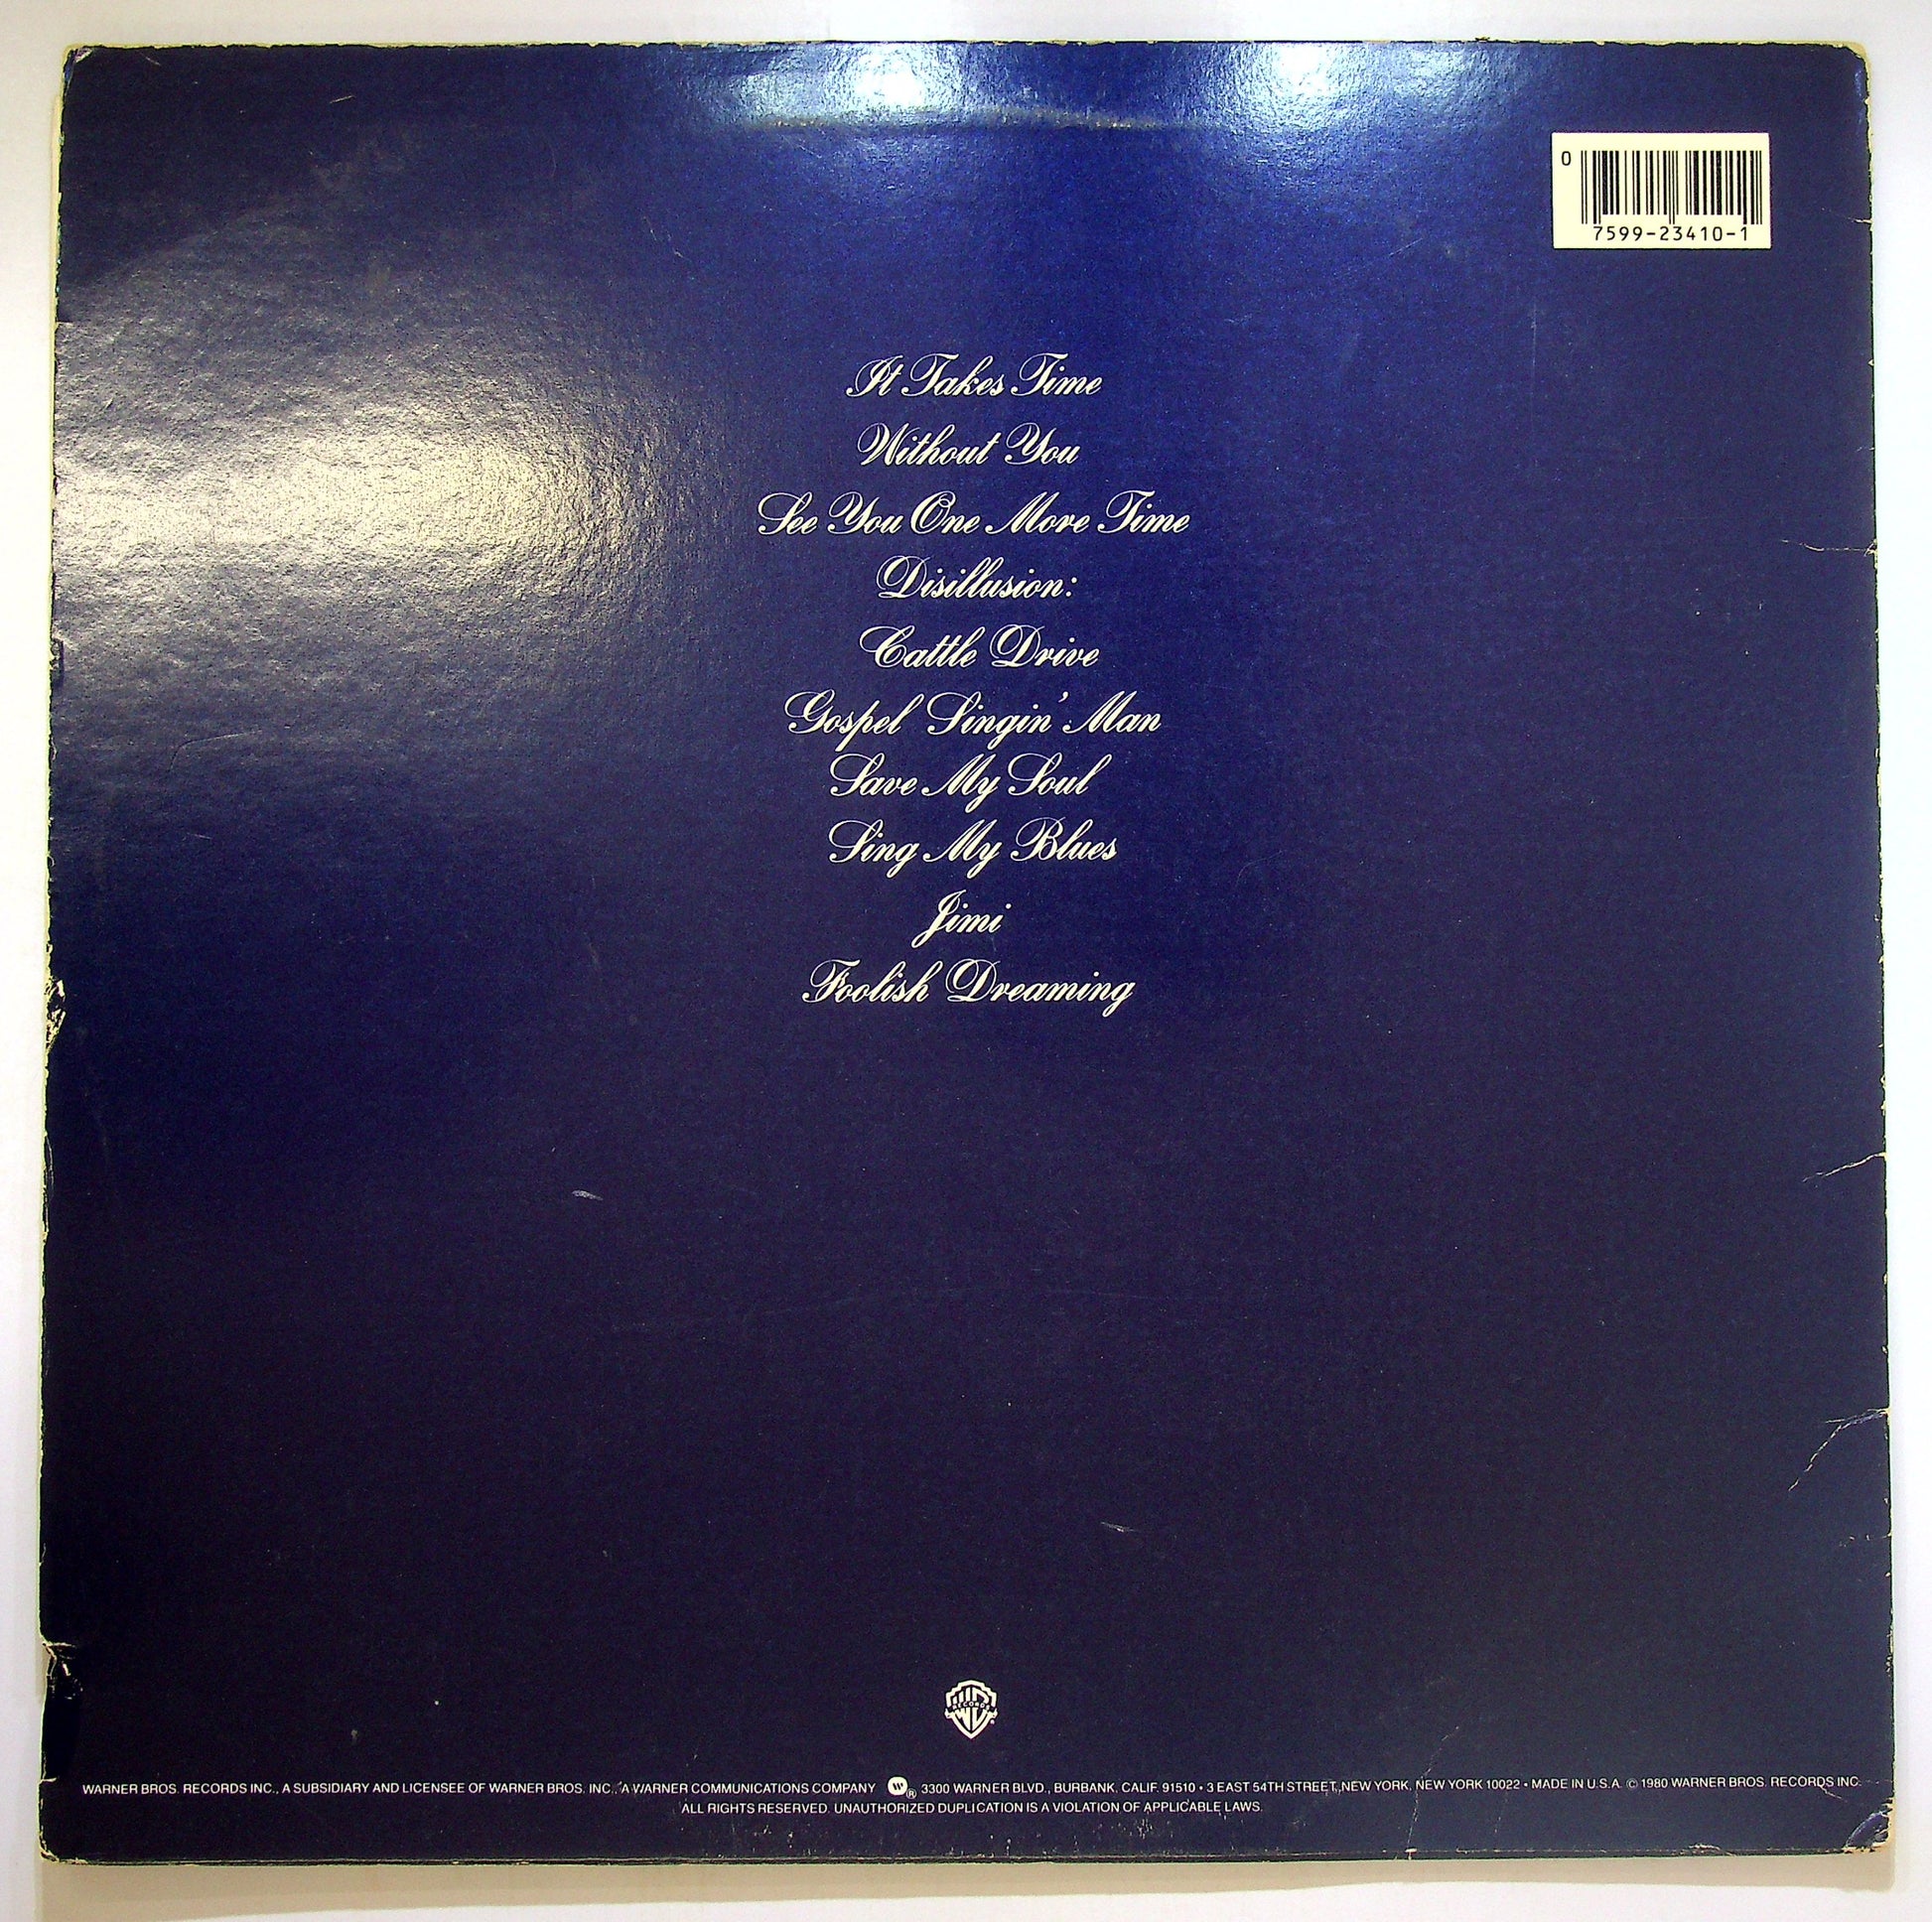 0
7599-23410-1
It Takes Time
Without You
See You One More Time
Disillusion:
Cattle Drive
Gospel Singin' Man
Save My Soul
Sing My Blues
Jimi
Foolish Dreaming
RECORDS
WARNER BROS. RECORDS INC., A SUBSIDIARY AND LICENSEE OF WARNER BROS. INC., A WARNER COMMUNICATIONS COMPANY ® 3300 WARNER BLVD., BURBANK, CALIF. 91510 • 3 EAST 54TH STREET, NEW YORK, NEW YORK 10022 • MADE IN U.S.A. © 1980 WARNER BROS. RECORDS INC.
ALL RIGHTS RESERVED. UNAUTHORIZED DUPLICATION IS A VIOLATION OF APPLICABLE LAWS.